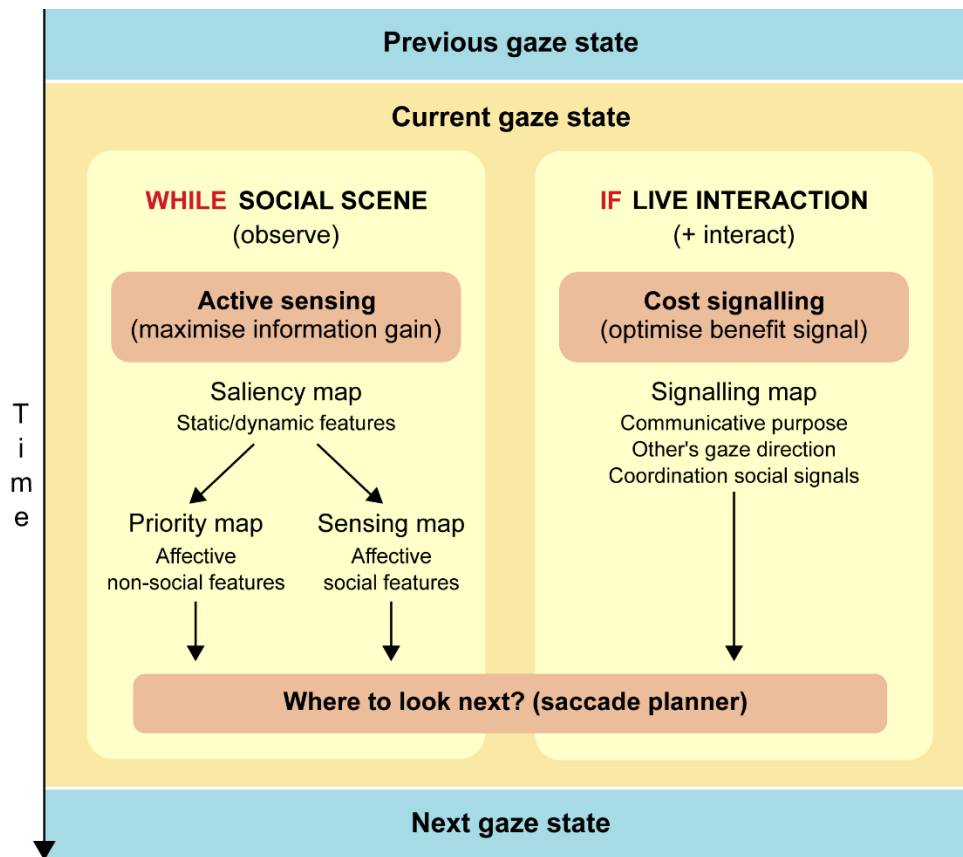 Previous gaze state
Current gaze state
WHILE SOCIAL SCENE
(observe)
Active sensing
(maximise information gain)
Saliency map
Static/dynamic features
Priority map
Affective
non-social features
Sensing map
Affective
social features
IF LIVE INTERACTION
(+ interact)
Cost signalling
(optimise benefit signal)
Signalling map
Communicative purpose
Other's gaze direction
Coordination social signals
Where to look next? (saccade planner)
Next gaze state
Time